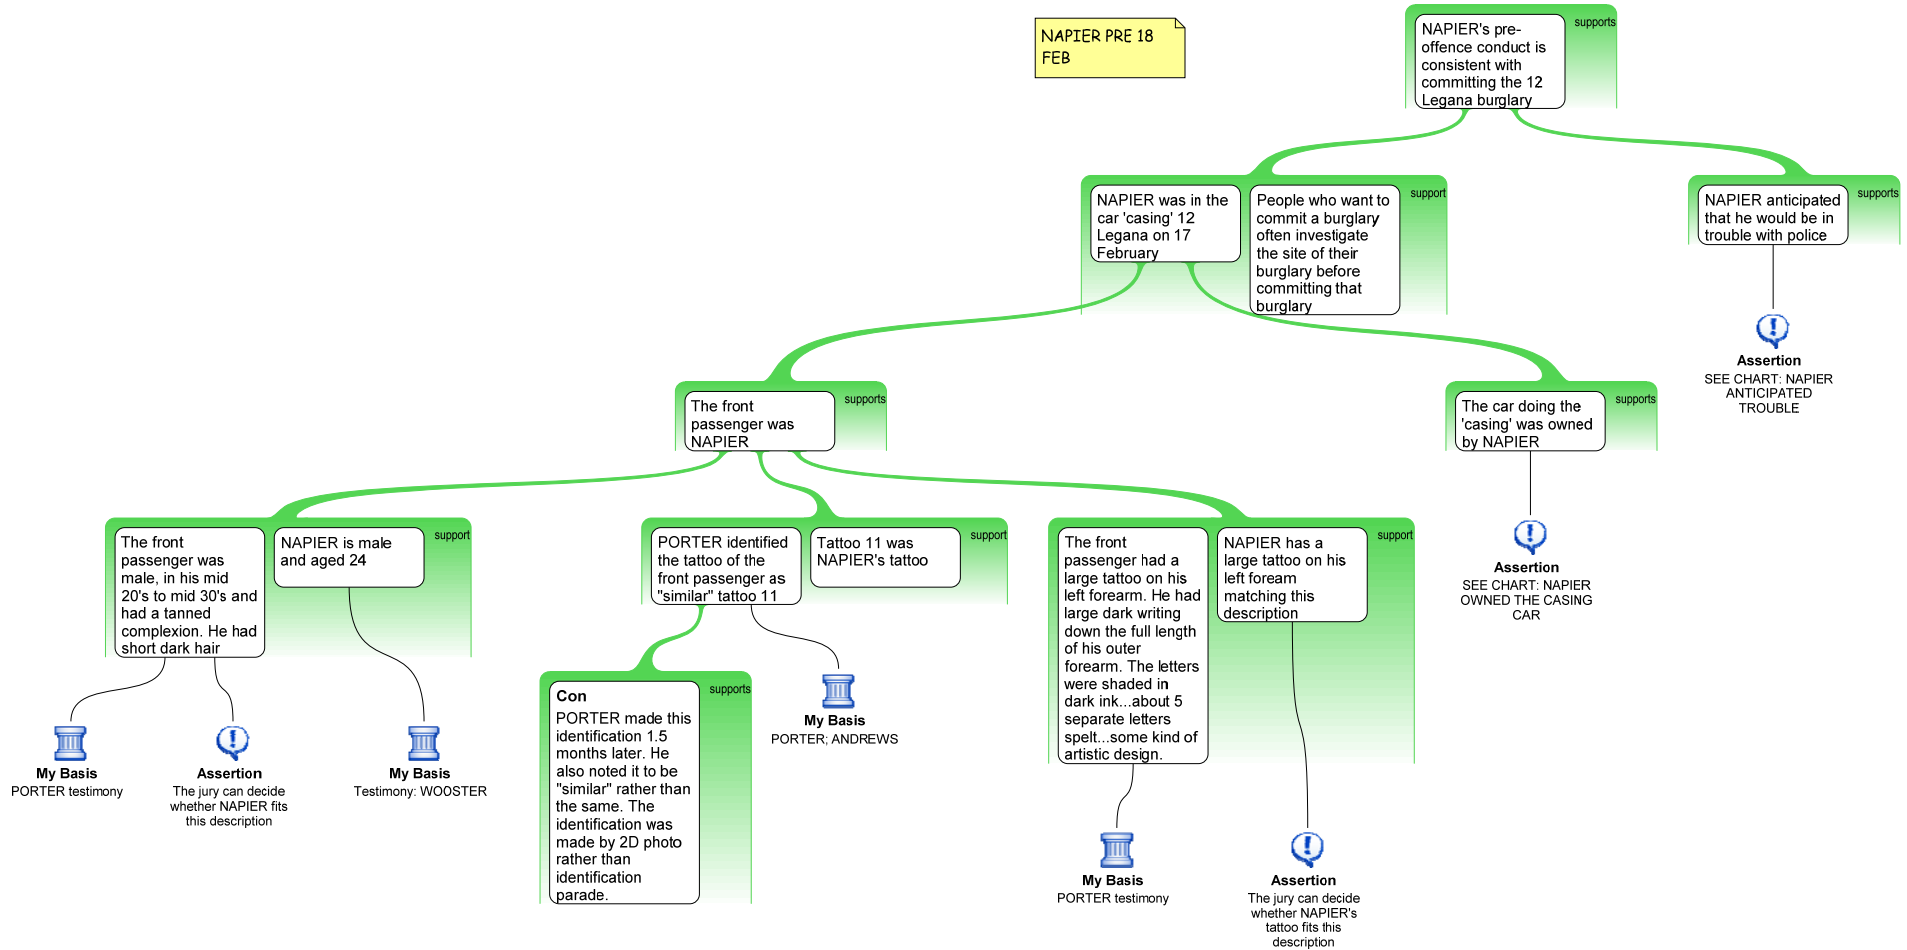 NAPIER PRE 18
FEB
NAPIER's pre-
offence conduct is
consistent with
committing the 12
Legana burglary
supports
NAPIER was in the
car 'casing' 12
Legana on 17
February
People who want to
commit a burglary
often investigate
the site of their
burglary before
committing that
burglary
support
NAPIER anticipated
that he would be in
trouble with police
supports
Assertion
SEE CHART: NAPIER
ANTICIPATED
TROUBLE
The front
passenger was
NAPIER
supports
The car doing the
'casing' was owned
by NAPIER
supports
Assertion
SEE CHART: NAPIER
OWNED THE CASING
CAR
The front
passenger was
male, in his mid
20's to mid 30's and
had a tanned
complexion. He had
short dark hair
NAPIER is male
and aged 24
support
My Basis
PORTER testimony
Assertion
The jury can decide
whether NAPIER fits
this description
My Basis
Testimony: WOOSTER
PORTER identified
the tattoo of the
front passenger as
"similar" tattoo 11
Tattoo 11 was
NAPIER's tattoo
support
Con
PORTER made this
identification 1.5
months later. He
also noted it to be
"similar" rather than
the same. The
identification was
made by 2D photo
rather than
identification
parade.
supports
My Basis
PORTER; ANDREWS
The front
passenger had a
large tattoo on his
left forearm. He had
large dark writing
down the full length
of his outer
forearm. The letters
were shaded in
dark ink...about 5
separate letters
spelt...some kind of
artistic design.
NAPIER has a
large tattoo on his
left foream
matching this
description
support
My Basis
PORTER testimony
Assertion
The jury can decide
whether NAPIER's
tattoo fits this
description